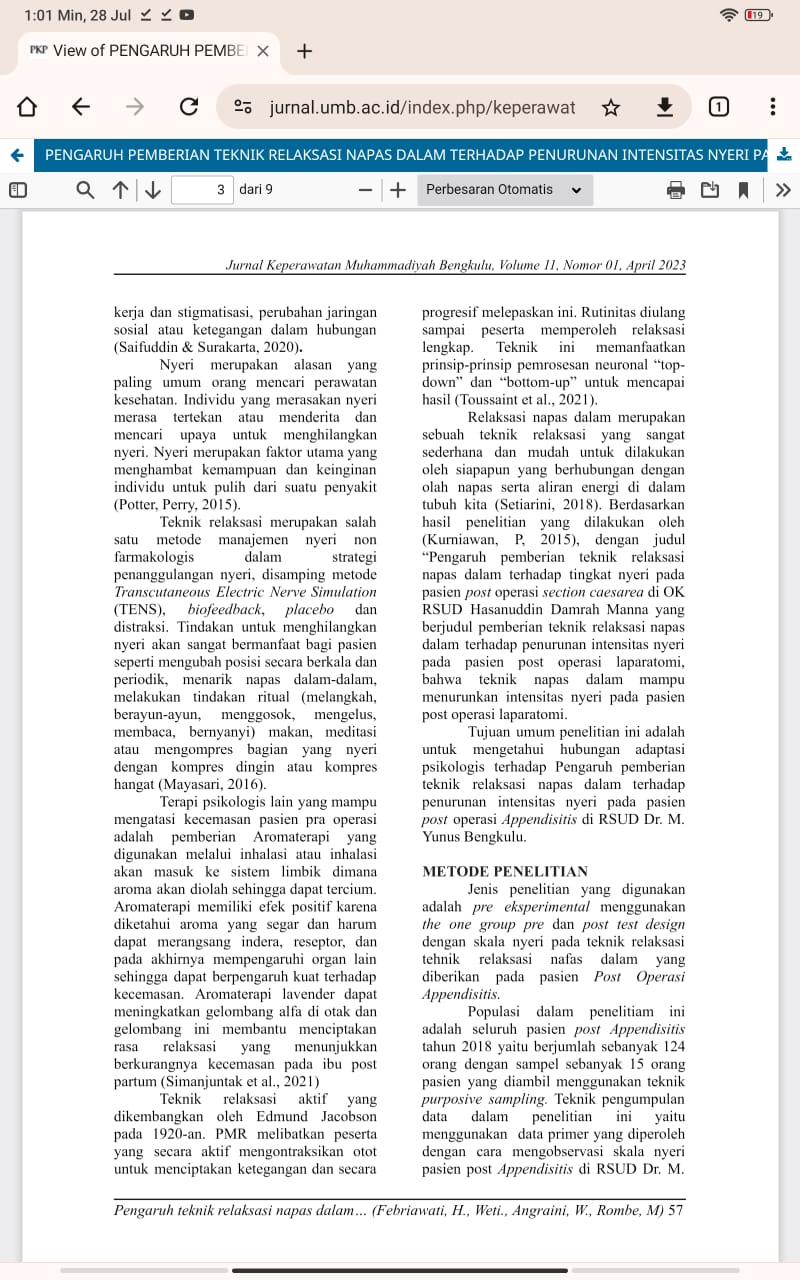 1:01 Min, 28 Jul
19
PKP View of PENGARUH PEMBE
jurnal.umb.ac.id/index.php/keperawat
1
PENGARUH PEMBERIAN TEKNIK RELAKSASI NAPAS DALAM TERHADAP PENURUNAN INTENSITAS NYERI PA
3 dari 9
Perbesaran Otomatis
Jurnal Keperawatan Muhammadiyah Bengkulu, Volume 11, Nomor 01, April 2023
kerja dan stigmatisasi, perubahan jaringan
sosial atau ketegangan dalam hubungan
(Saifuddin & Surakarta, 2020).
Nyeri merupakan alasan yang
paling umum orang mencari perawatan
kesehatan. Individu yang merasakan nyeri
merasa tertekan atau menderita dan
mencari upaya untuk menghilangkan
nyeri. Nyeri merupakan faktor utama yang
menghambat kemampuan dan keinginan
individu untuk pulih dari suatu penyakit
(Potter, Perry, 2015).
Teknik relaksasi merupakan salah
satu metode manajemen nyeri non
farmakologis dalam strategi
penanggulangan nyeri, disamping metode
Transcutaneous Electric Nerve Simulation
(TENS), biofeedback, placebo dan
distraksi. Tindakan untuk menghilangkan
nyeri akan sangat bermanfaat bagi pasien
seperti mengubah posisi secara berkala dan
periodik, menarik napas dalam-dalam,
melakukan tindakan ritual (melangkah,
berayun-ayun, menggosok, mengelus,
membaca, bernyanyi) makan, meditasi
atau mengompres bagian yang nyeri
dengan kompres dingin atau kompres
hangat (Mayasari, 2016).
Terapi psikologis lain yang mampu
mengatasi kecemasan pasien pra operasi
adalah pemberian Aromaterapi yang
digunakan melalui inhalasi atau inhalasi
akan masuk ke sistem limbik dimana
aroma akan diolah sehingga dapat tercium.
Aromaterapi memiliki efek positif karena
diketahui aroma yang segar dan harum
dapat merangsang indera, reseptor, dan
pada akhirnya mempengaruhi organ lain
sehingga dapat berpengaruh kuat terhadap
kecemasan. Aromaterapi lavender dapat
meningkatkan gelombang alfa di otak dan
gelombang ini membantu menciptakan
rasa relaksasi yang menunjukkan
berkurangnya kecemasan pada ibu post
partum (Simanjuntak et al., 2021)
Teknik relaksasi aktif yang
dikembangkan oleh Edmund Jacobson
pada 1920-an. PMR melibatkan peserta
yang secara aktif mengontraksikan otot
untuk menciptakan ketegangan dan secara
progresif melepaskan ini. Rutinitas diulang
sampai peserta memperoleh relaksasi
lengkap. Teknik ini memanfaatkan
prinsip-prinsip pemrosesan neuronal “top-
down” dan “bottom-up” untuk mencapai
hasil (Toussaint et al., 2021).
Relaksasi napas dalam merupakan
sebuah teknik relaksasi yang sangat
sederhana dan mudah untuk dilakukan
oleh siapapun yang berhubungan dengan
olah napas serta aliran energi di dalam
tubuh kita (Setiarini, 2018). Berdasarkan
hasil penelitian yang dilakukan oleh
(Kurniawan, P, 2015), dengan judul
“Pengaruh pemberian teknik relaksasi
napas dalam terhadap tingkat nyeri pada
pasien post operasi section caesarea di OK
RSUD Hasanuddin Damrah Manna yang
berjudul pemberian teknik relaksasi napas
dalam terhadap penurunan intensitas nyeri
pada pasien post operasi laparatomi,
bahwa teknik napas dalam mampu
menurunkan intensitas nyeri pada pasien
post operasi laparatomi.
Tujuan umum penelitian ini adalah
untuk mengetahui hubungan adaptasi
psikologis terhadap Pengaruh pemberian
teknik relaksasi napas dalam terhadap
penurunan intensitas nyeri pada pasien
post operasi Appendisitis di RSUD Dr. M.
Yunus Bengkulu.
METODE PENELITIAN
Jenis penelitian yang digunakan
adalah pre eksperimental menggunakan
the one group pre dan post test design
dengan skala nyeri pada teknik relaksasi
tehnik relaksasi nafas dalam yang
diberikan pada pasien Post Operasi
Appendisitis.
Populasi dalam penelitiam ini
adalah seluruh pasien post Appendisitis
tahun 2018 yaitu berjumlah sebanyak 124
orang dengan sampel sebanyak 15 orang
pasien yang diambil menggunakan teknik
purposive sampling. Teknik pengumpulan
data dalam penelitian ini yaitu
menggunakan data primer yang diperoleh
dengan cara mengobservasi skala nyeri
pasien post Appendisitis di RSUD Dr. M.
Pengaruh teknik relaksasi napas dalam… (Febriawati, H., Weti., Angraini, W., Rombe, M) 57